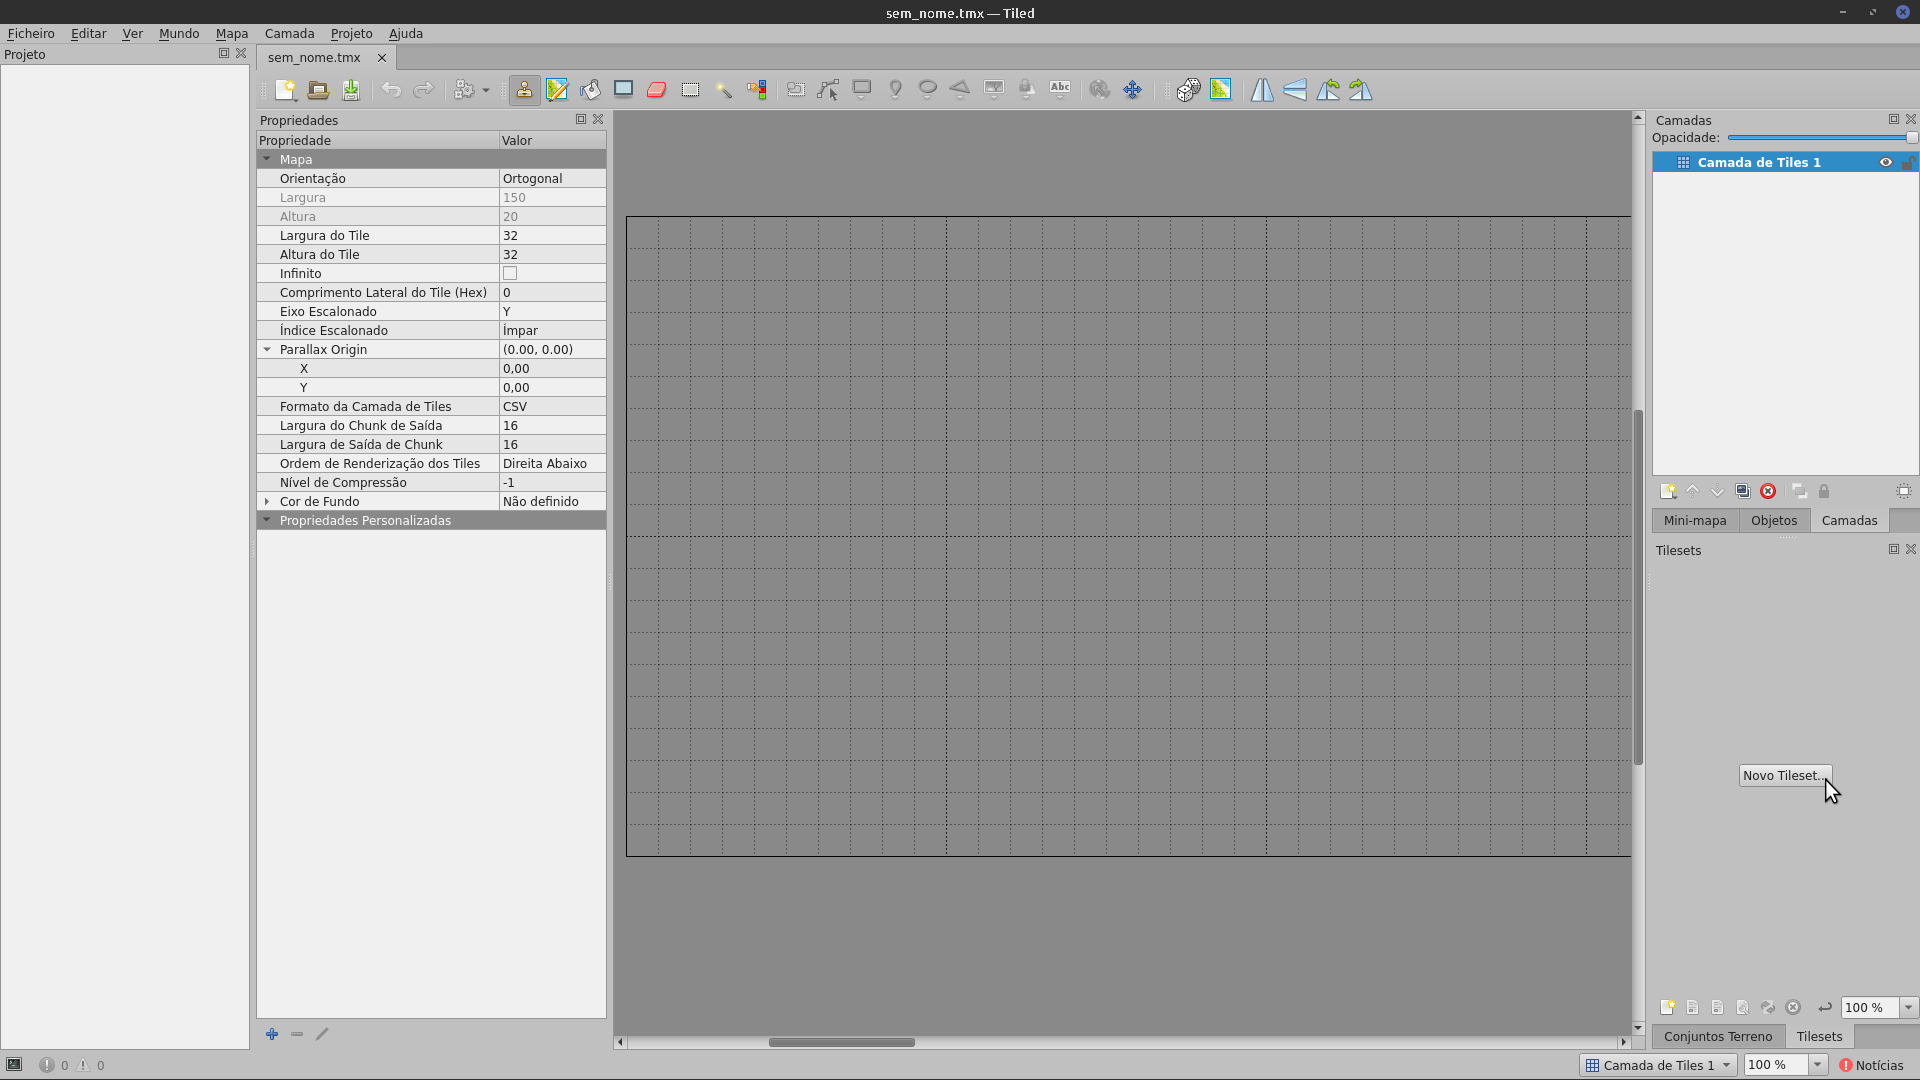 sem_nome.tmx — Tiled
Ficheiro Editar Ver Mundo Mapa Camada Projeto Ajuda
Projeto
sem_nome.tmx
Abc
Propriedades
Propriedade Valor
Mapa
Orientação Ortogonal
Largura 150
Altura 20
Largura do Tile 32
Altura do Tile 32
Infinito
Comprimento Lateral do Tile (Hex) 0
Eixo Escalonado Y
Índice Escalonado Ímpar
Parallax Origin (0.00, 0.00)
X 0,00
Y 0,00
Formato da Camada de Tiles CSV
Largura do Chunk de Saída 16
Largura de Saída de Chunk 16
Ordem de Renderização dos Tiles Direita Abaixo
Nível de Compressão -1
Cor de Fundo Não definido
Propriedades Personalizadas
Camadas
Opacidade:
Camada de Tiles 1
Mini-mapa Objetos Camadas
Tilesets
Novo Tileset...
100 %
Conjuntos Terreno Tilesets
0 0
Camada de Tiles 1 100 % Notícias